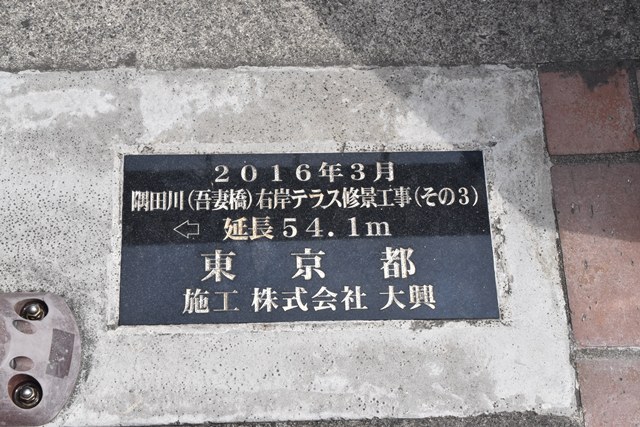 2016年3月
隅田川(吾妻橋)右岸テラス修景工事(その3)
⇦ 延長54.1m
東京都
施工 株式会社 大興